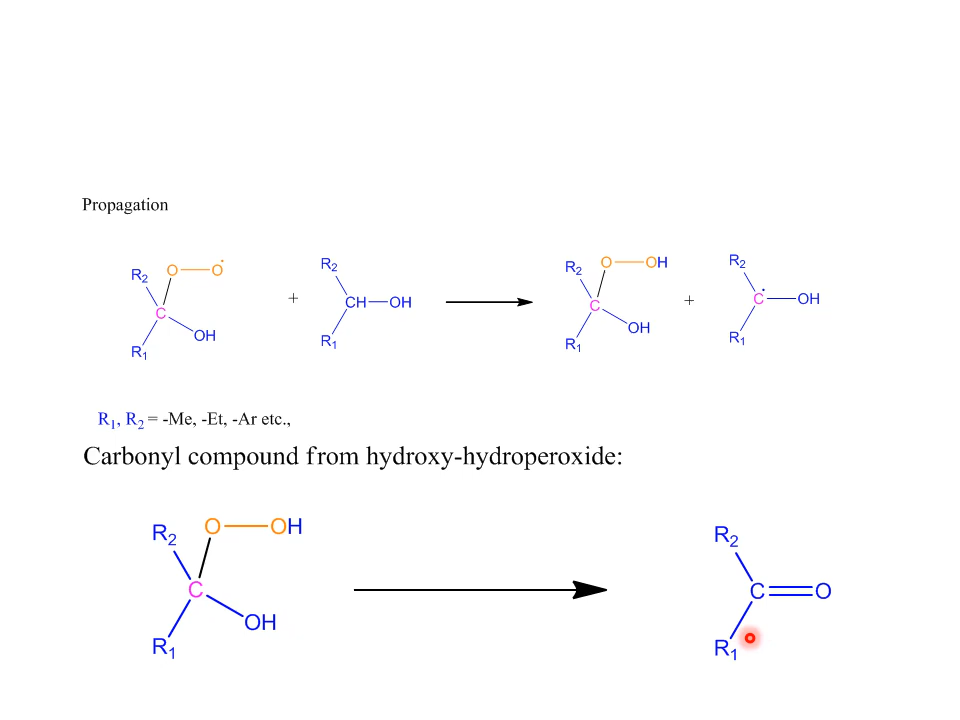 Propagation
R2 O O• C OH R1 + R2 CH OH R1 R2 O OH C OH R1 + R2 C• OH R1
R1, R2 = -Me, -Et, -Ar etc.,
Carbonyl compound from hydroxy-hydroperoxide:
R2 O OH C OH R1 R2 C O R1